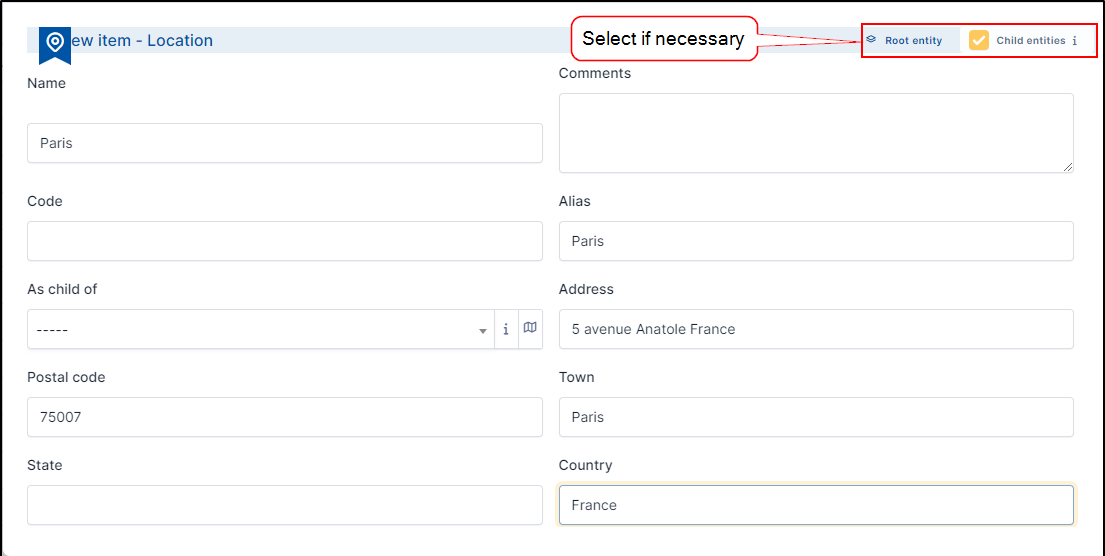 ew item - Location
Select if necessary
Root entity
Child entities i
Name
Comments
Paris
Code
Alias
Paris
As child of
Address
----- i
5 avenue Anatole France
Postal code
Town
75007
Paris
State
Country
France